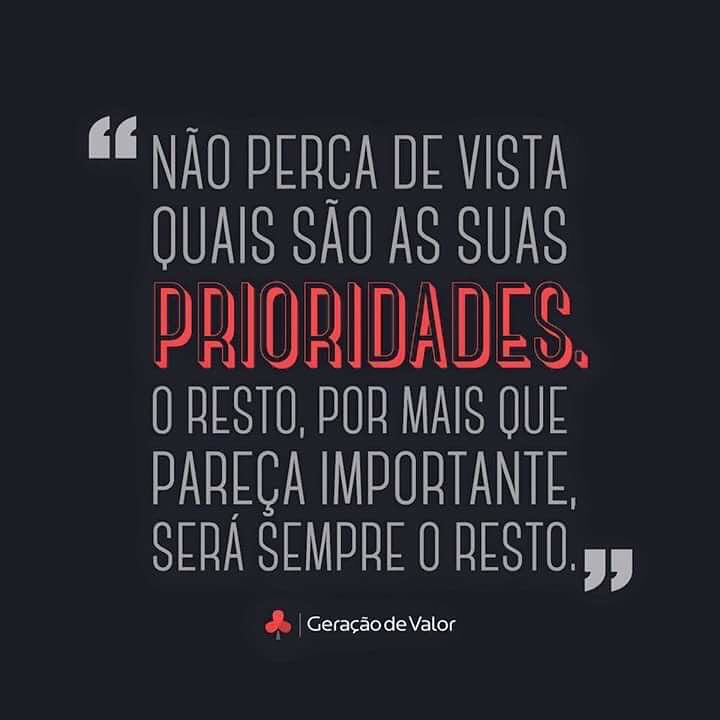 “NÃO PERCA DE VISTA
QUAIS SÃO AS SUAS
PRIORIDADES.
O RESTO, POR MAIS QUE
PAREÇA IMPORTANTE,
SERÁ SEMPRE O RESTO.”
Geração de Valor